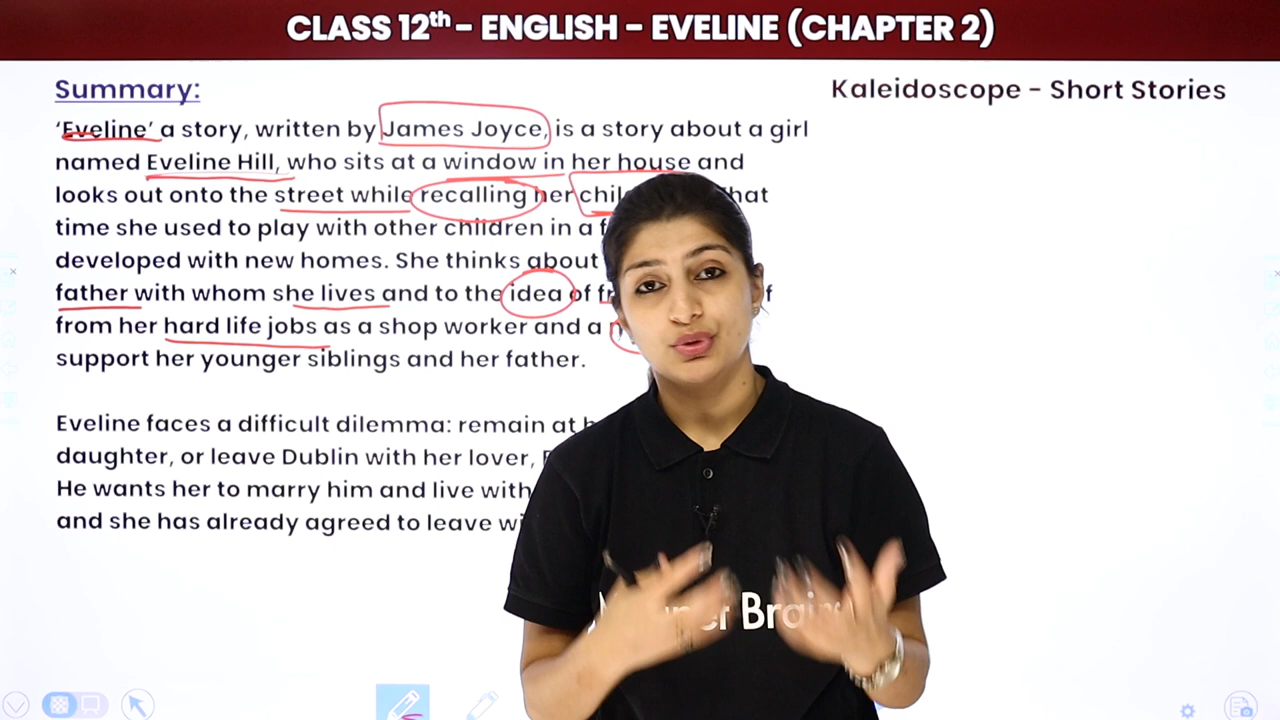 CLASS 12th - ENGLISH - EVELINE (CHAPTER 2)
Summary:
Kaleidoscope - Short Stories
'Eveline' a story, written by James Joyce, is a story about a girl
named Eveline Hill, who sits at a window in her house and
looks out onto the street while recalling her
time she used to play with other children in a
developed with new homes. She thinks about
father with whom she lives and to the idea of
from her hard life jobs as a shop worker and a
support her younger siblings and her father.
Eveline faces a difficult dilemma: remain at
daughter, or leave Dublin with her lover,
He wants her to marry him and live with
and she has already agreed to leave